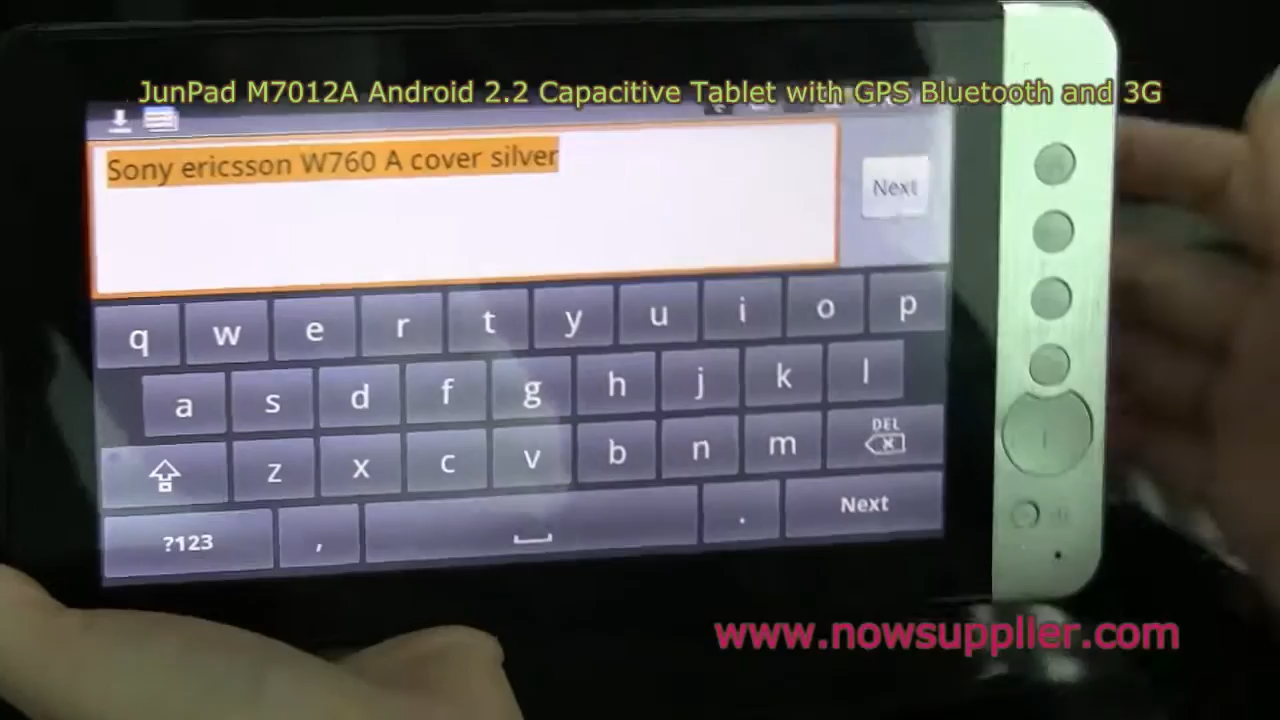 JunPad M7012A Android 2.2 Capacitive Tablet with GPS Bluetooth and 3G
Sony ericsson W760 A cover silver
Next
q w e r t y u i o p
a s d f g h j k l
z x c v b n m DEL
?123 , . Next
www.nowsupplier.com